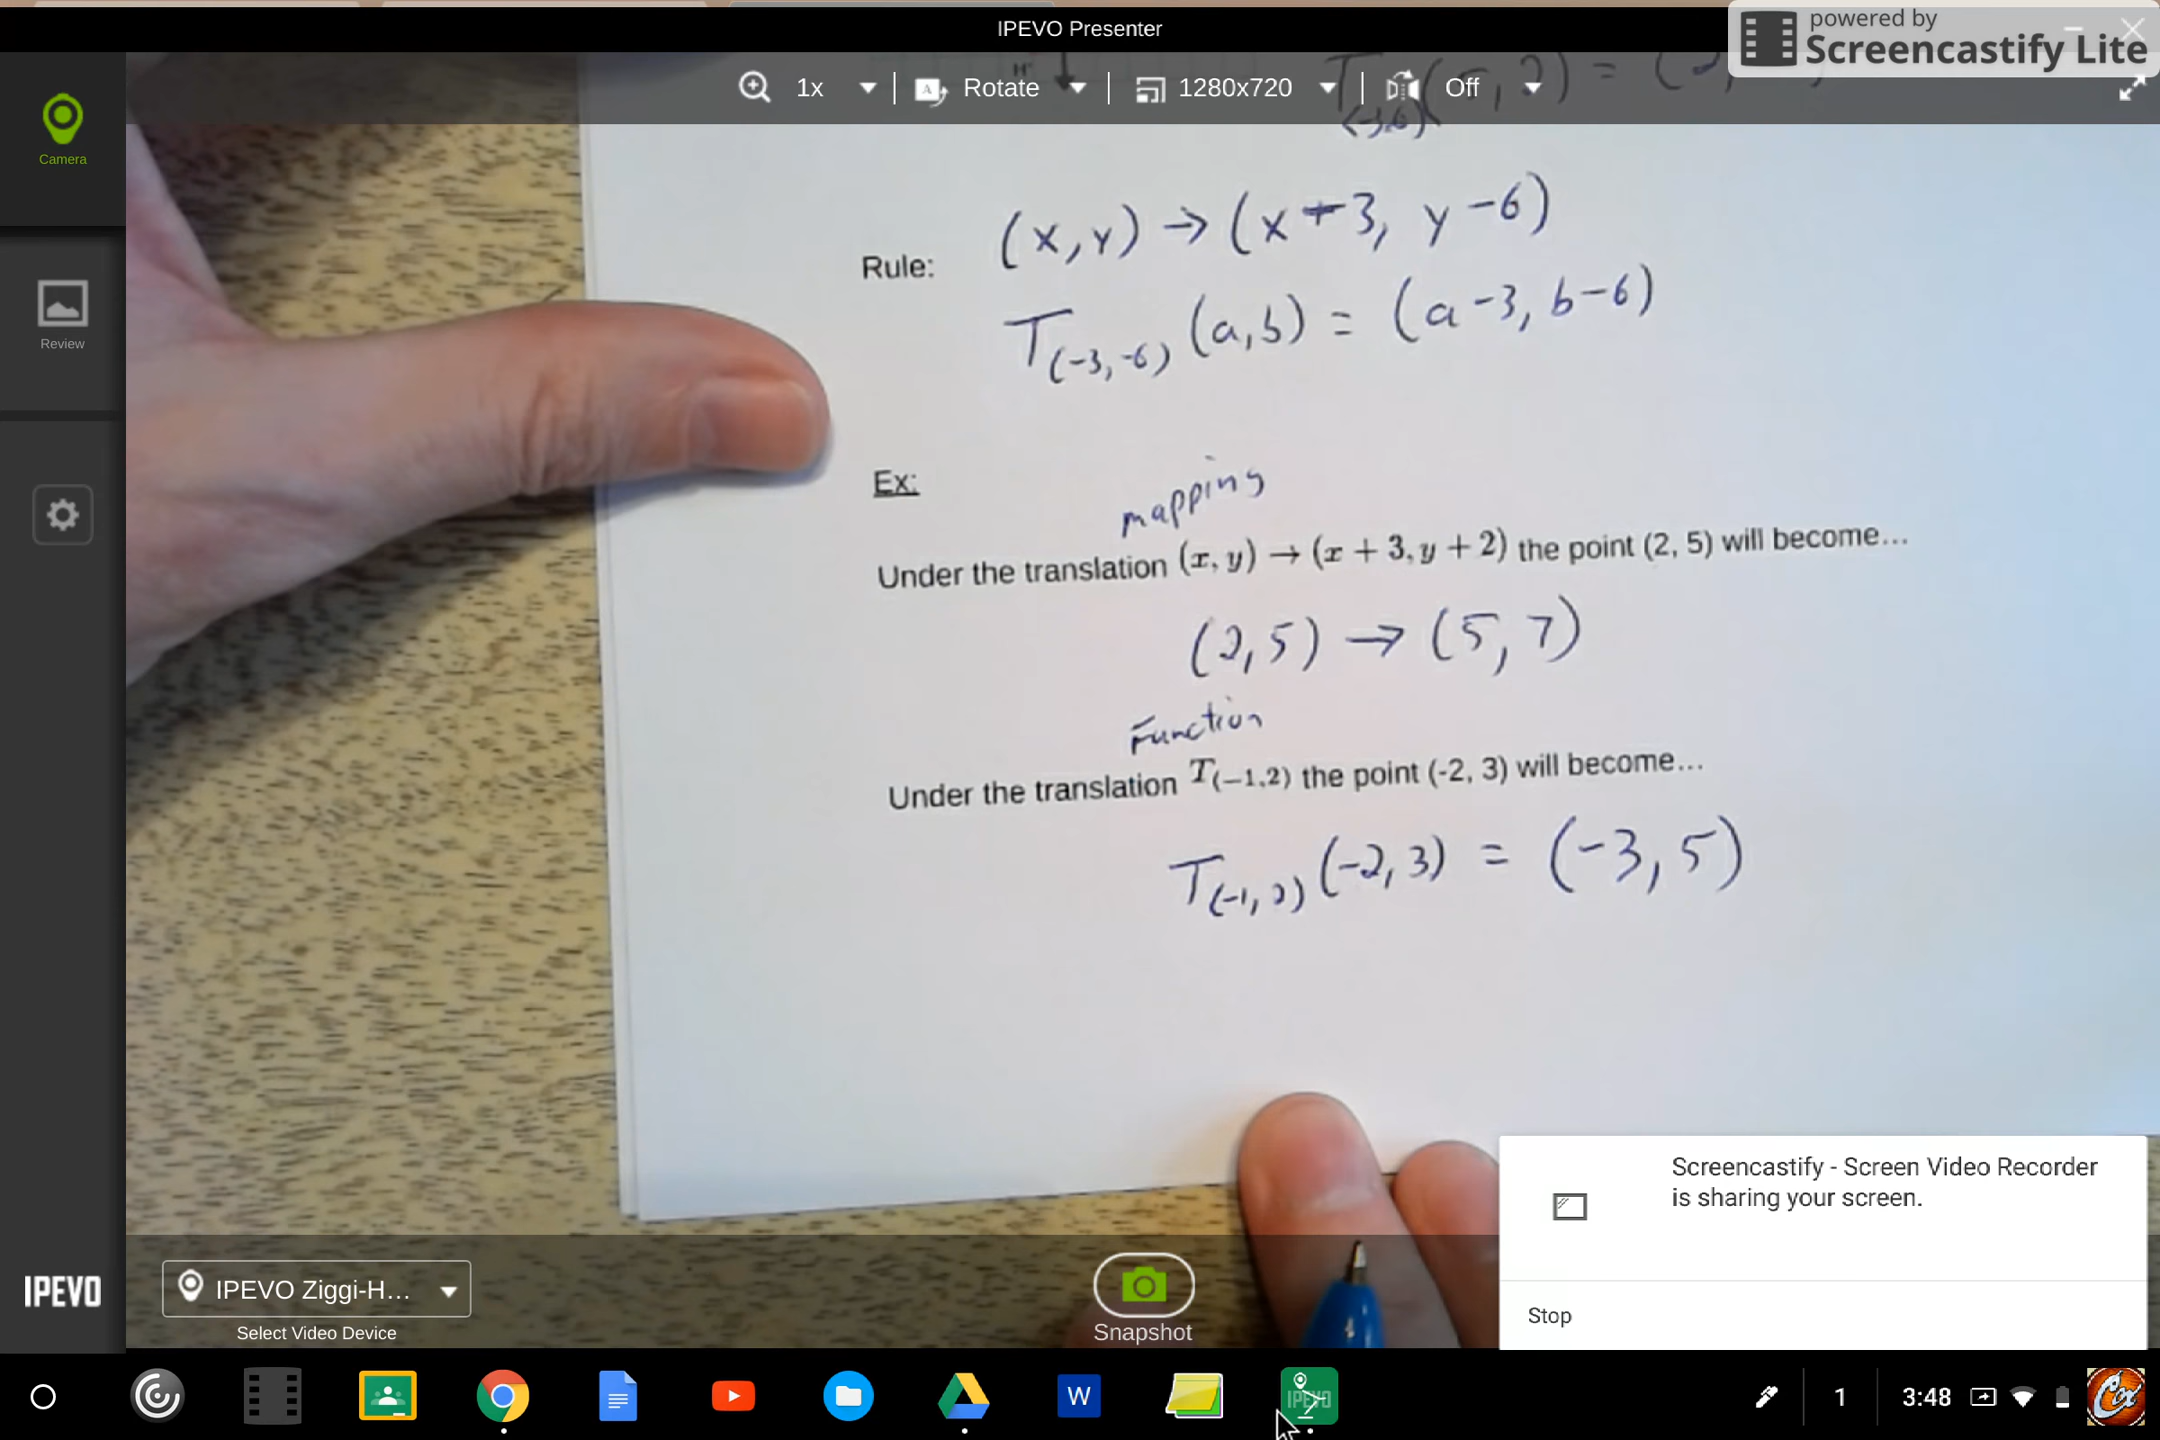 IPEVO Presenter
powered by
Screencastify Lite
1x
Rotate
1280x720
Off
Camera
Review
(x,y) → (x-3, y-6)
Rule:
T(-3,-6) (a,b) = (a-3, b-6)
Ex:
mapping
Under the translation (x, y) → (x + 3, y + 2) the point (2, 5) will become...
(2,5) → (5,7)
Function
Under the translation T(−1,2) the point (-2, 3) will become...
T(-1,2) (-2,3) = (-3,5)
Screencastify - Screen Video Recorder
is sharing your screen.
Stop
IPEVO
IPEVO Ziggi-H...
Select Video Device
Snapshot
W
IPEVO
1
3:48